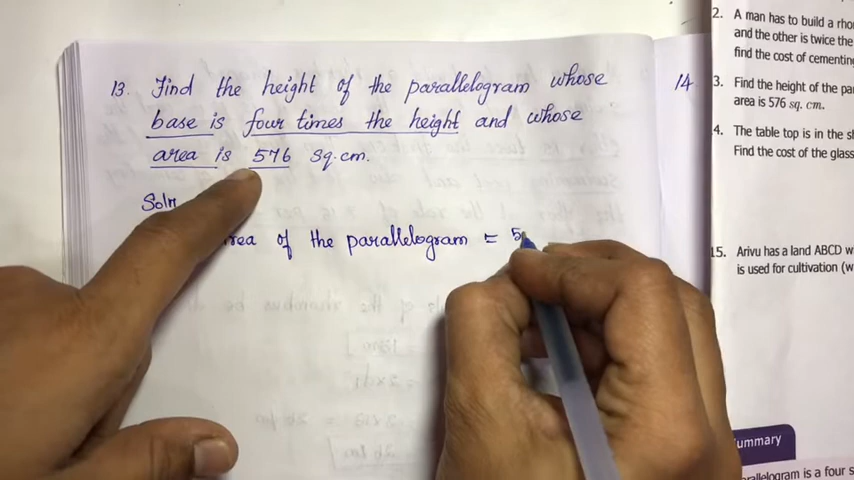 13. Find the height of the parallelogram whose
base is four times the height and whose
area is 576 sq.cm.
Soln
of the parallelogram = 5
14
2. A man has to build a rho
and the other is twice the
find the cost of cementing
3. Find the height of the pa
area is 576 sq. cm.
4. The table top is in the sh
Find the cost of the glass
15. Arivu has a land ABCD w
is used for cultivation (w
ummary
rallelogram is a four s